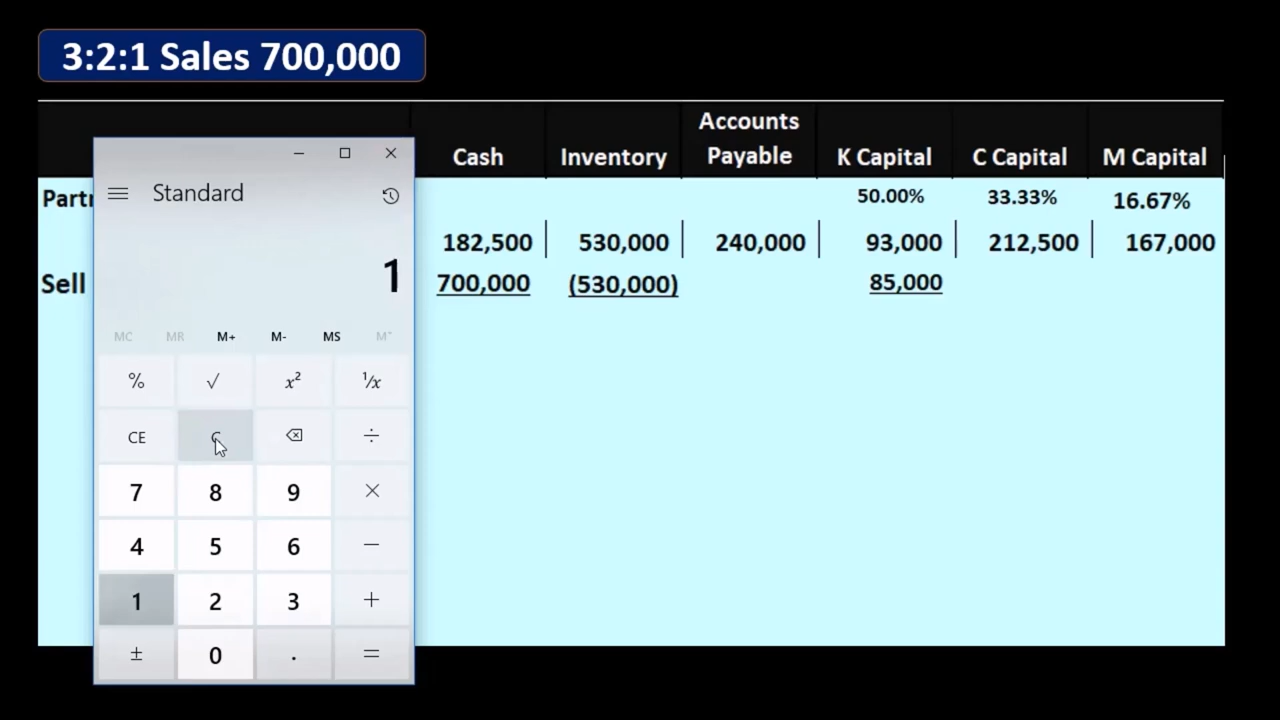 3:2:1 Sales 700,000
Accounts
Cash Inventory Payable K Capital C Capital M Capital
Part 50.00% 33.33% 16.67%
182,500 530,000 240,000 93,000 212,500 167,000
Sell 700,000 (530,000) 85,000
Standard
1
MC MR M+ M- MS M˅
% √ x² ¹/x
CE C ÷
7 8 9 ×
4 5 6 −
1 2 3 +
± 0 . =